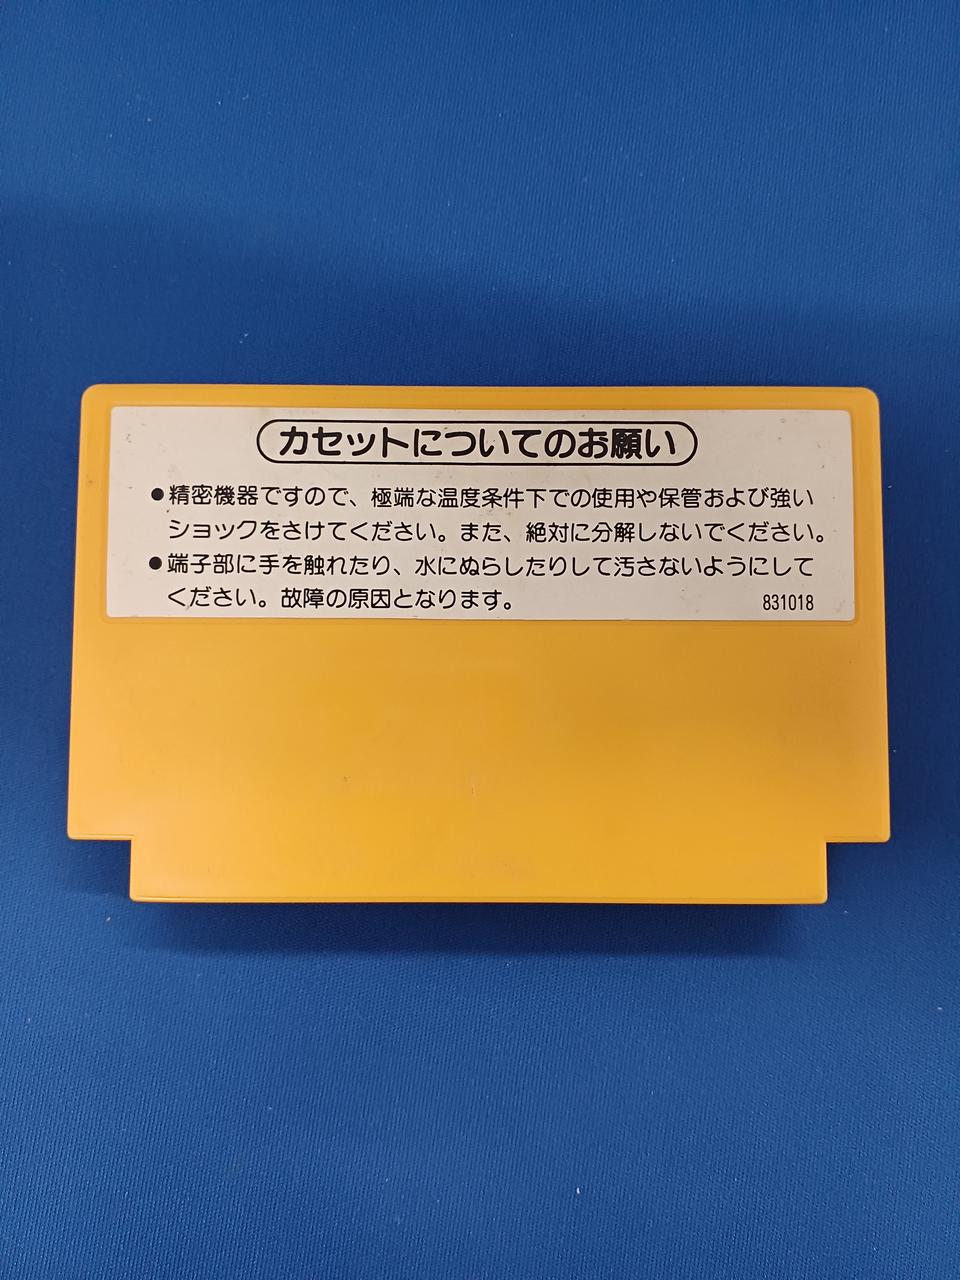 カセットについてのお願い
●精密機器ですので、極端な温度条件下での使用や保管および強い
ショックをさけてください。また、絶対に分解しないでください。
●端子部に手を触れたり、水にぬらしたりして汚さないようにして
ください。故障の原因となります。
831018